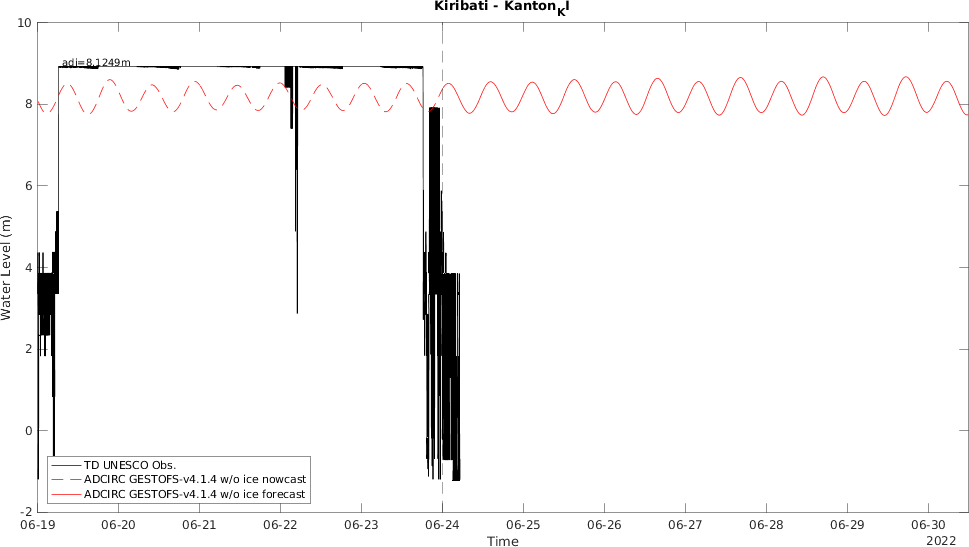 Kiribati - Kanton_KI
adj=8.1249m
10
8
6
4
2
0
-2
Water Level (m)
TD UNESCO Obs.
ADCIRC GESTOFS-v4.1.4 w/o ice nowcast
ADCIRC GESTOFS-v4.1.4 w/o ice forecast
06-19 06-20 06-21 06-22 06-23 06-24 06-25 06-26 06-27 06-28 06-29 06-30
Time
2022